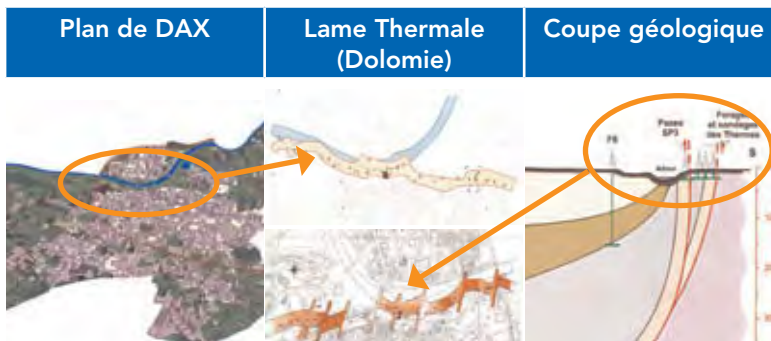 Plan de DAX
Lame Thermale
(Dolomie)
Coupe géologique
Forages
et sondages
des Thermes
S